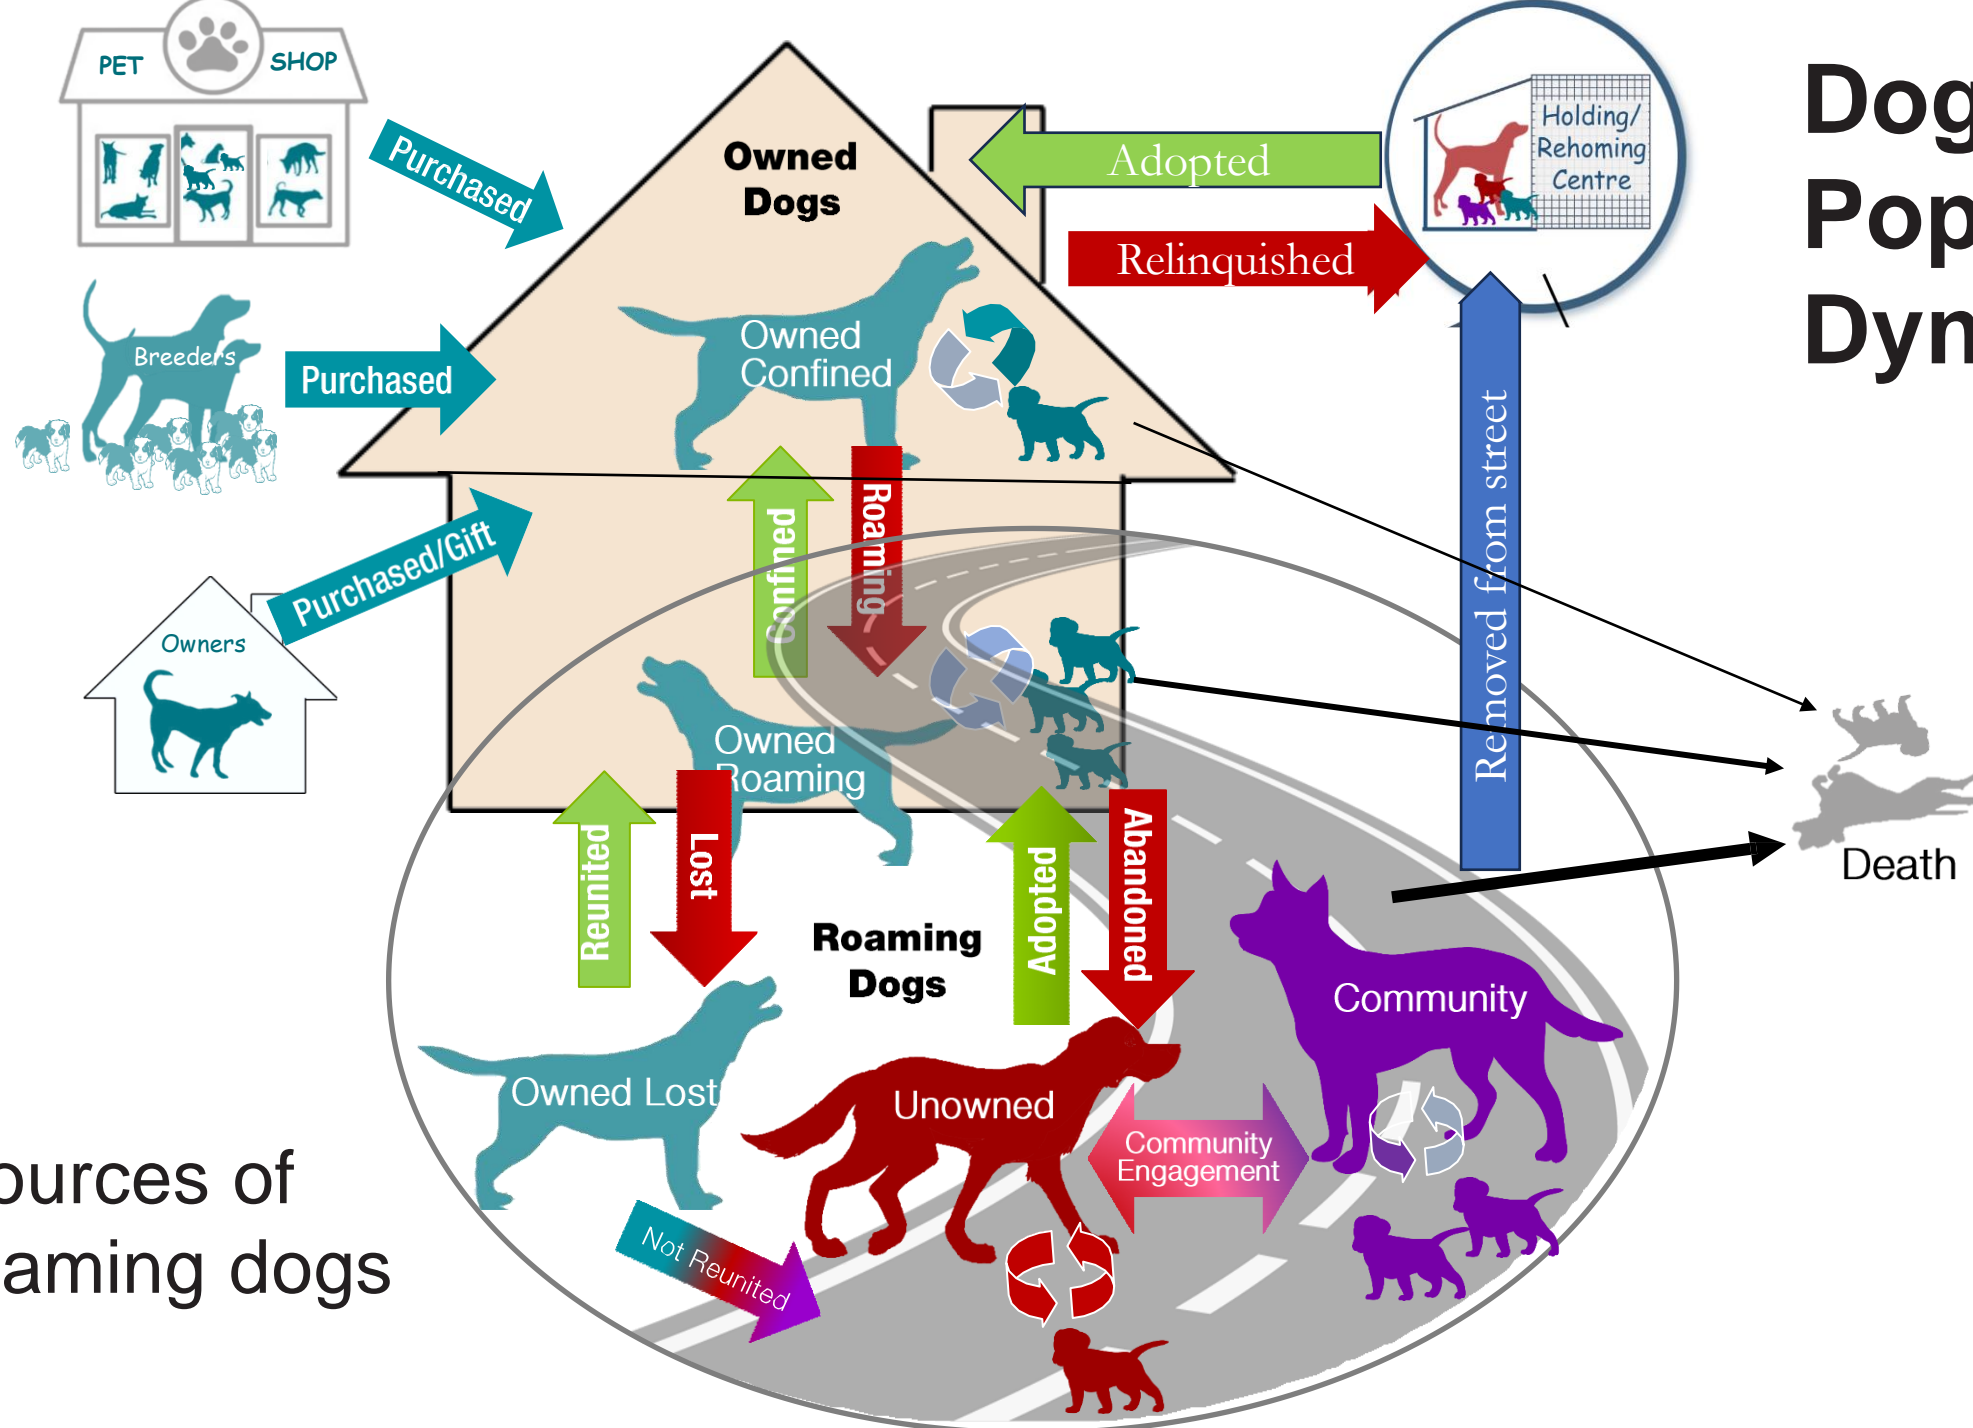 PET SHOP
Dog
Pop
Dyn
Holding/
Rehoming
Centre
Purchased
Owned
Dogs
Adopted
Relinquished
Breeders
Purchased
Owned
Confined
Purchased/Gift
Owners
Confined
Roaming
Removed from street
Owned
Roaming
Reunited
Lost
Adopted
Abandoned
Death
Roaming
Dogs
Community
Owned Lost
Unowned
Community
Engagement
Not Reunited
ources of
aming dogs